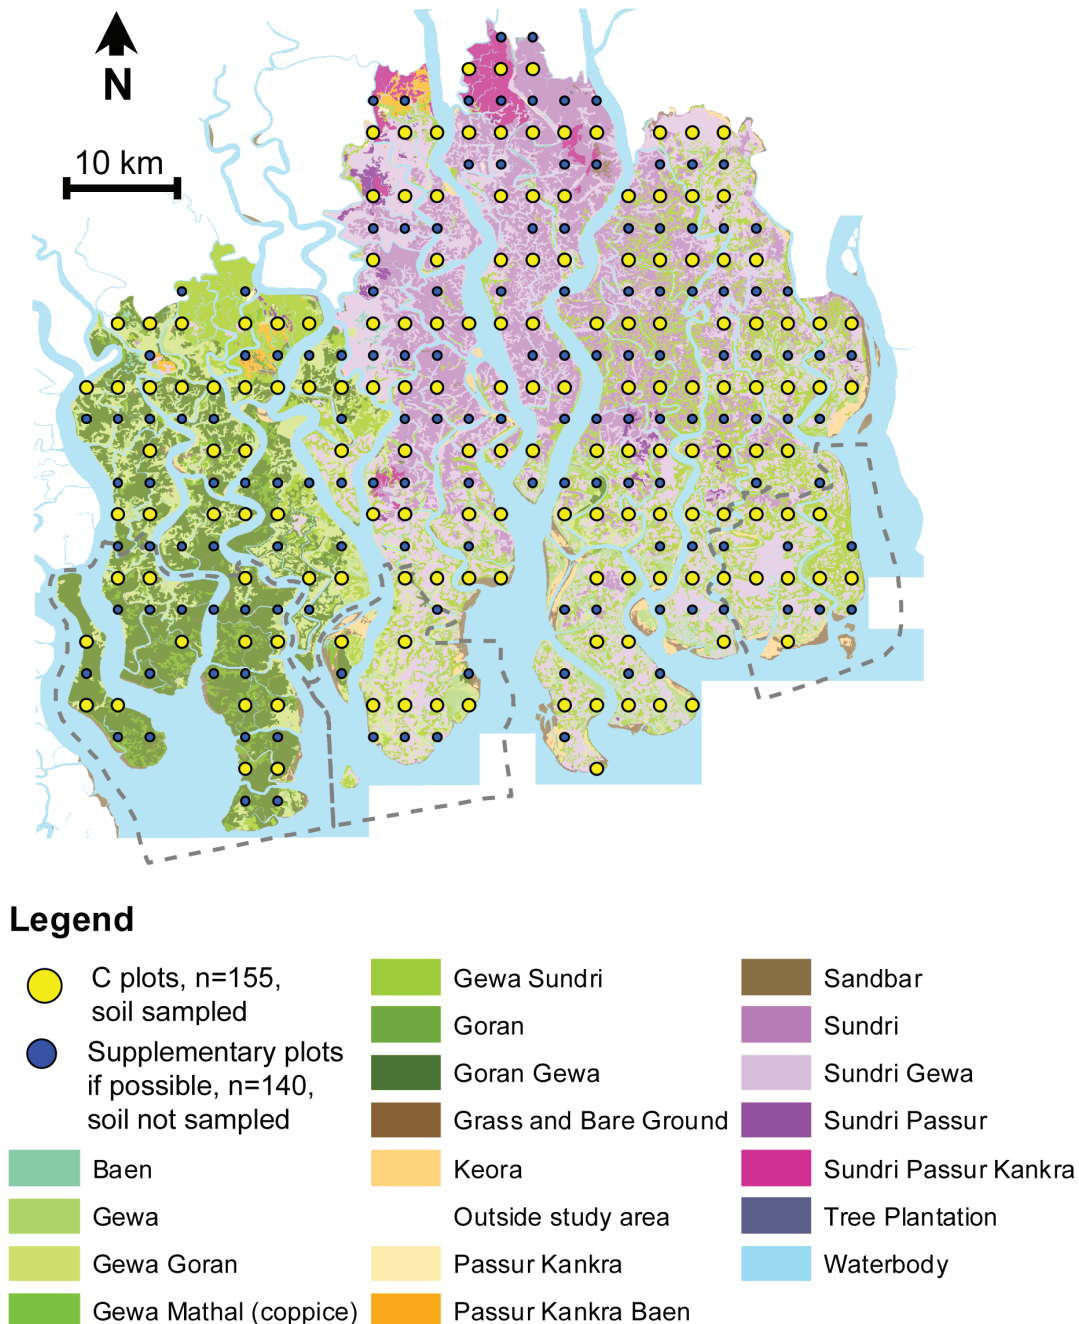 N
10 km
Legend
C plots, n=155,
soil sampled
Supplementary plots
if possible, n=140,
soil not sampled
Baen
Gewa
Gewa Goran
Gewa Mathal (coppice)
Gewa Sundri
Goran
Goran Gewa
Grass and Bare Ground
Keora
Outside study area
Passur Kankra
Passur Kankra Baen
Sandbar
Sundri
Sundri Gewa
Sundri Passur
Sundri Passur Kankra
Tree Plantation
Waterbody